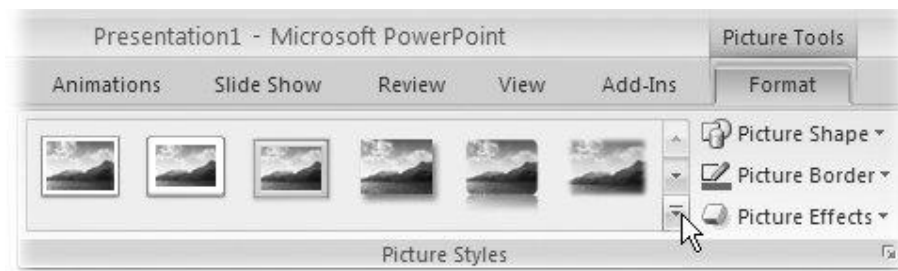 Presentation1 - Microsoft PowerPoint
Picture Tools
Animations Slide Show Review View Add-Ins Format
Picture Shape
Picture Border
Picture Effects
Picture Styles